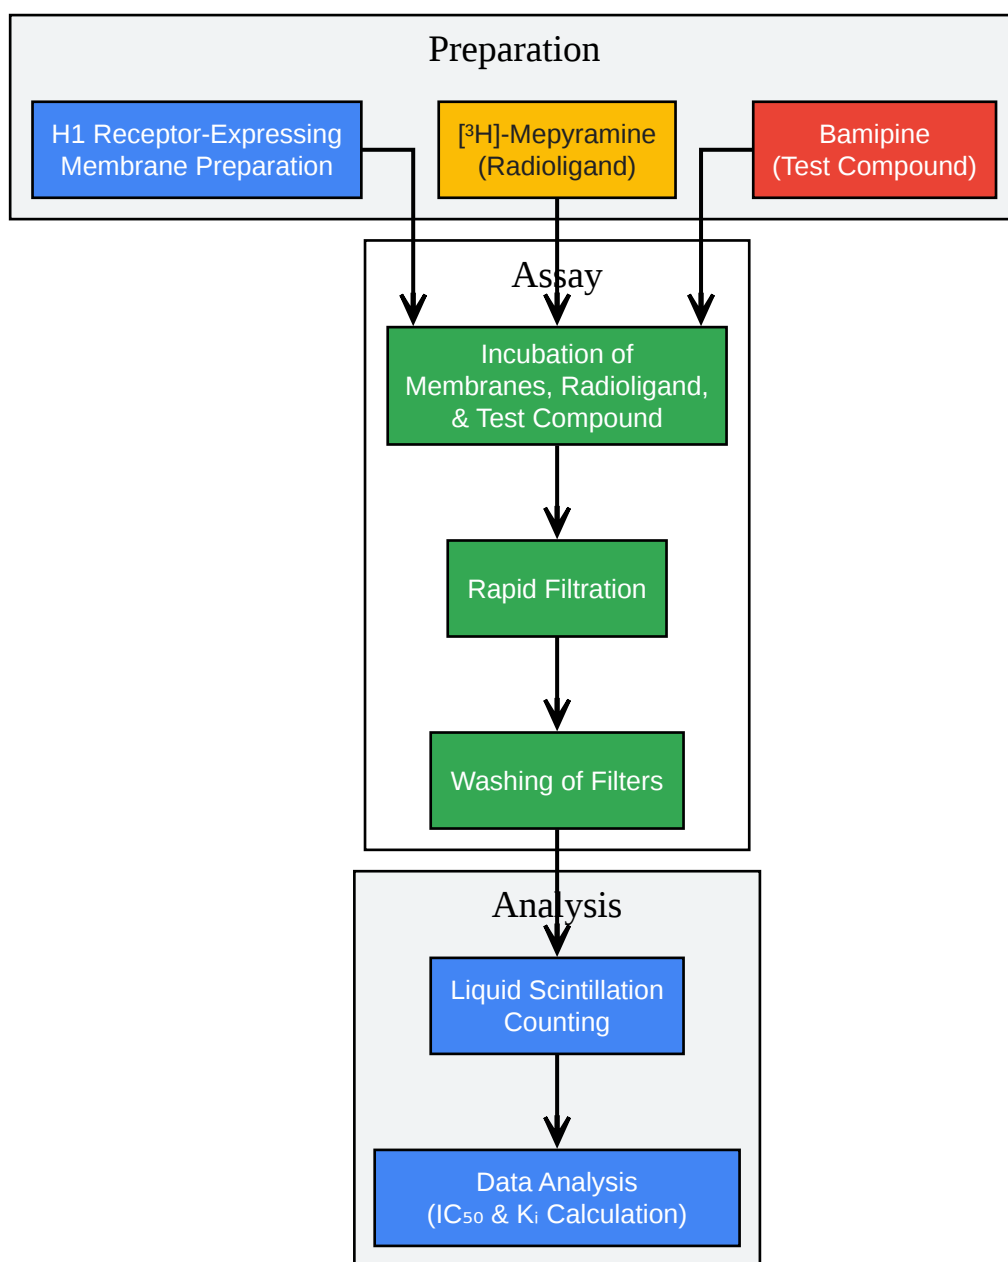 Preparation
H1 Receptor-Expressing
Membrane Preparation
[³H]-Mepyramine
(Radioligand)
Bamipine
(Test Compound)
Assay
Incubation of
Membranes, Radioligand,
& Test Compound
Rapid Filtration
Washing of Filters
Analysis
Liquid Scintillation
Counting
Data Analysis
(IC₅₀ & Kᵢ Calculation)